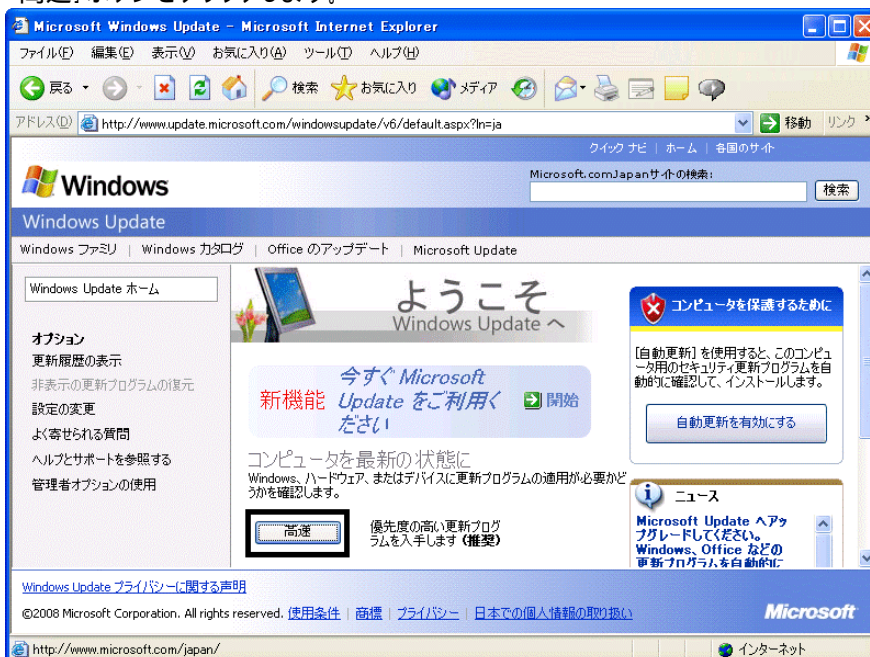 Microsoft Windows Update - Microsoft Internet Explorer
ファイル(F) 編集(E) 表示(V) お気に入り(A) ツール(T) ヘルプ(H)
戻る 検索 お気に入り メディア
アドレス(D) http://www.update.microsoft.com/windowsupdate/v6/default.aspx?ln=ja 移動 リンク
クイック ナビ | ホーム | 各国のサイト
Windows
Microsoft.comJapanサイトの検索:
検索
Windows Update
Windows ファミリ | Windows カタログ | Office のアップデート | Microsoft Update
Windows Update ホーム
オプション
更新履歴の表示
非表示の更新プログラムの復元
設定の変更
よく寄せられる質問
ヘルプとサポートを参照する
管理者オプションの使用
ようこそ
Windows Update へ
新機能
今すぐ Microsoft
Update をご利用く
ださい
開始
コンピュータを最新の状態に
Windows、ハードウェア、またはデバイスに更新プログラムの適用が必要かど
うかを確認します。
高速
優先度の高い更新プログ
ラムを入手します (推奨)
コンピュータを保護するために
[自動更新] を使用すると、このコンピュ
ータ用のセキュリティ更新プログラムを自
動的に確認して、インストールします。
自動更新を有効にする
ニュース
Microsoft Update へアッ
プグレードしてください。
Windows、Office などの
更新プログラムを自動的に
Windows Update プライバシーに関する声明
©2008 Microsoft Corporation. All rights reserved. 使用条件 | 商標 | プライバシー | 日本での個人情報の取り扱い
Microsoft
http://www.microsoft.com/japan/
インターネット